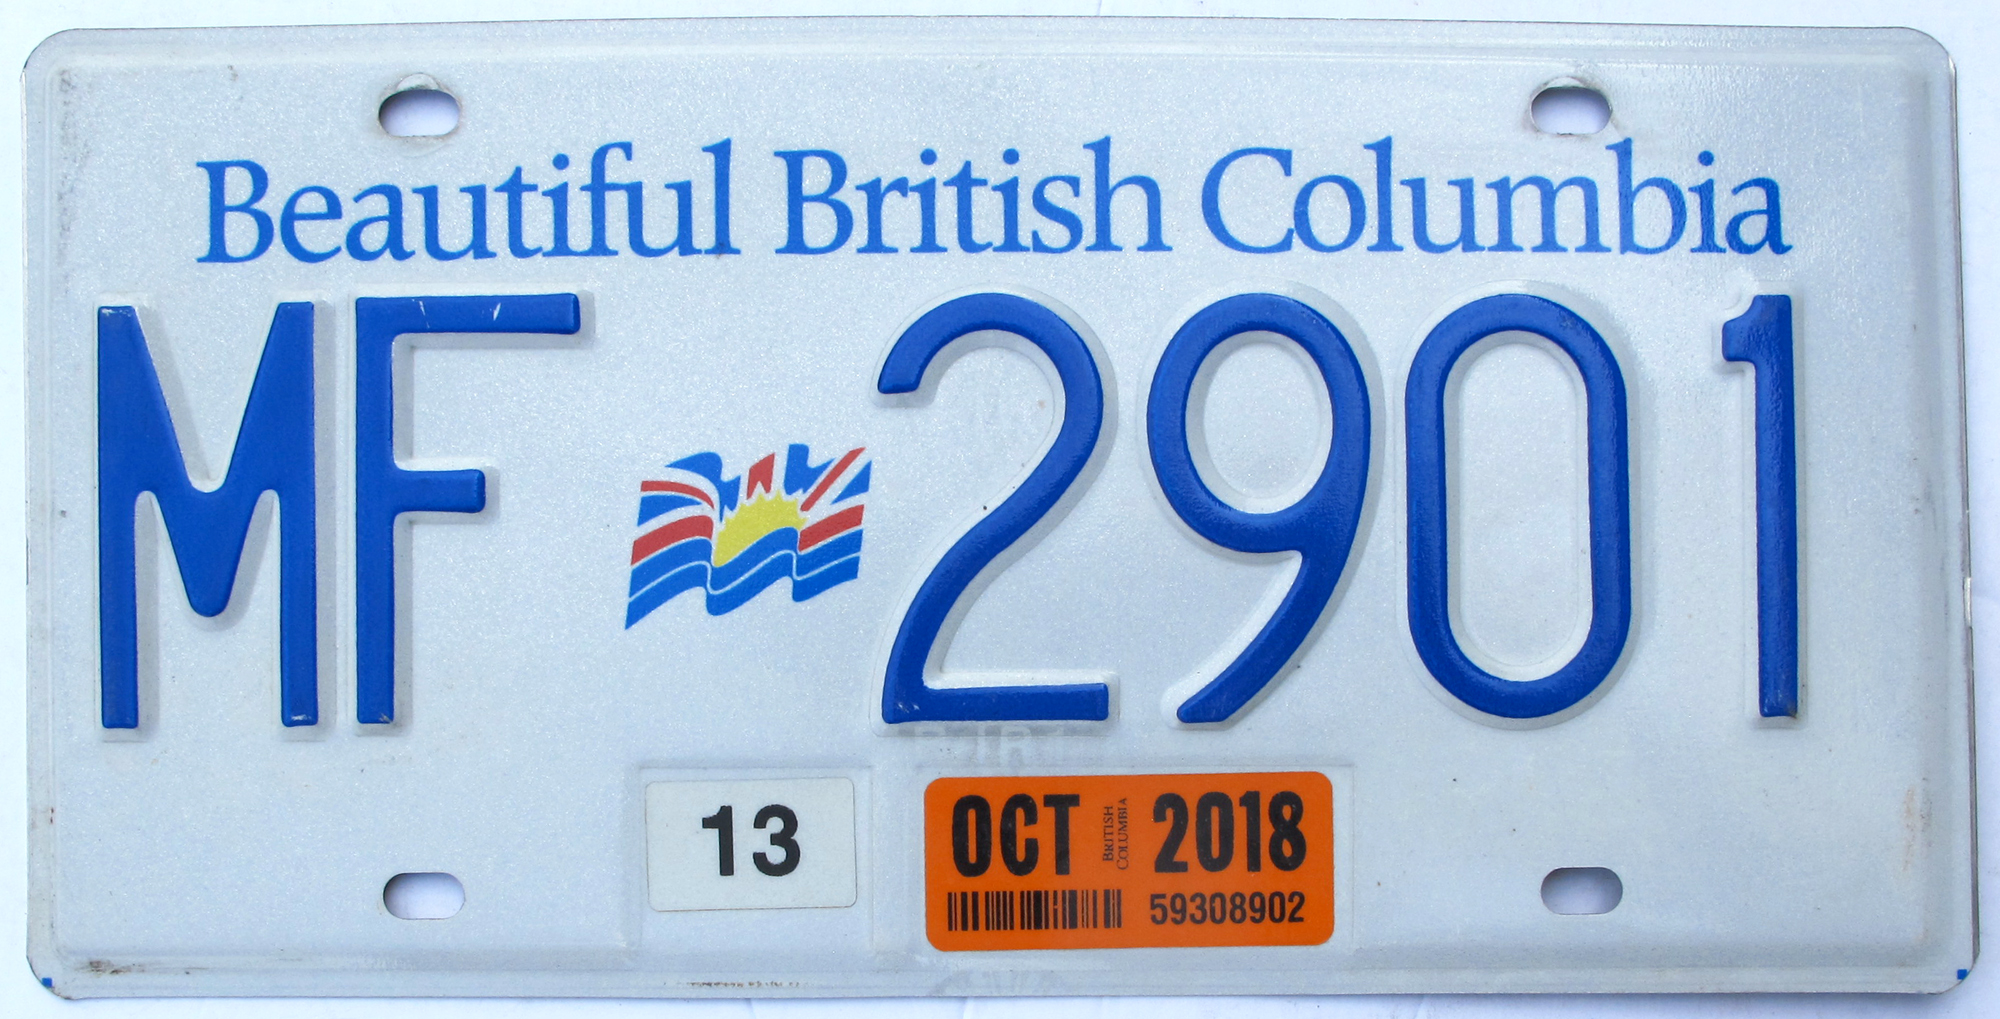 Beautiful British Columbia
MF 2901
13
OCT BRITISH COLUMBIA 2018
59308902